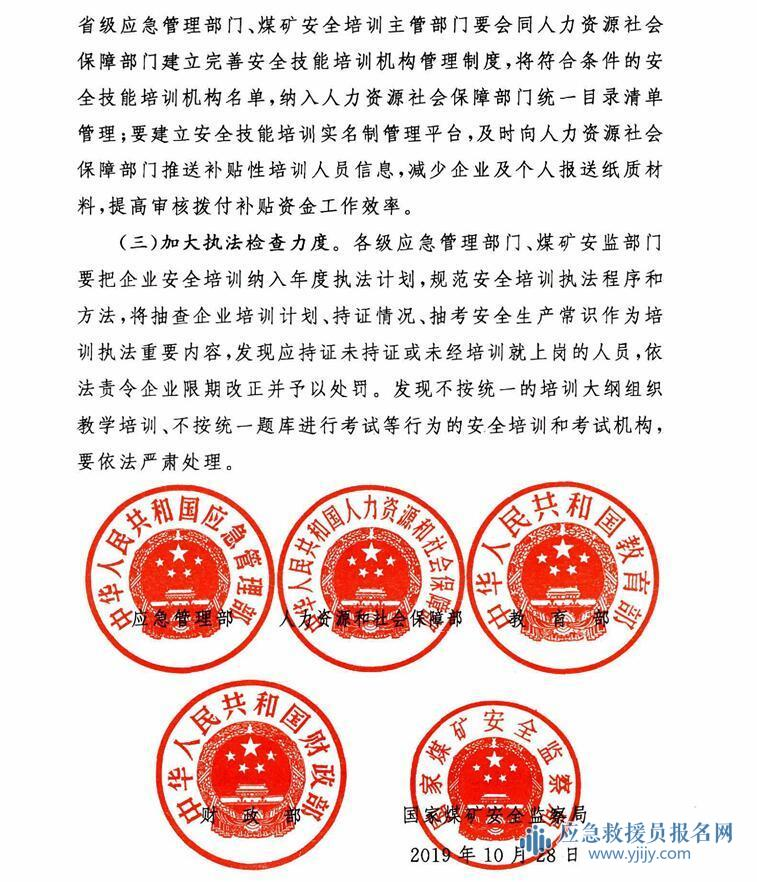 省级应急管理部门、煤矿安全培训主管部门要会同人力资源社会
保障部门建立完善安全技能培训机构管理制度,将符合条件的安
全技能培训机构名单,纳入人力资源社会保障部门统一目录清单
管理;要建立安全技能培训实名制管理平台,及时向人力资源社会
保障部门推送补贴性培训人员信息,减少企业及个人报送纸质材
料,提高审核拨付补贴资金工作效率。
(三)加大执法检查力度。各级应急管理部门、煤矿安监部门
要把企业安全培训纳入年度执法计划,规范安全培训执法程序和
方法,将抽查企业培训计划、持证情况、抽考安全生产常识作为培
训执法重要内容,发现应持证未持证或未经培训就上岗的人员,依
法责令企业限期改正并予以处罚。发现不按统一的培训大纲组织
教学培训、不按统一题库进行考试等行为的安全培训和考试机构,
要依法严肃处理。
中华人民共和国应急管理部
中华人民共和国人力资源和社会保障部
中华人民共和国教育部
应急管理部
人力资源和社会保障部
教育部
中华人民共和国财政部
国家煤矿安全监察局
财政部
国家煤矿安全监察局
2019年10月28日
应急救援员报名网
www.yjijy.com